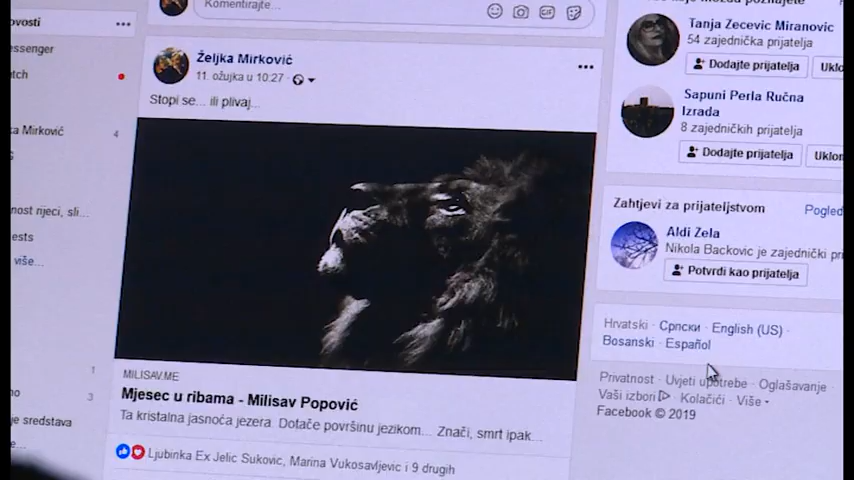 Komentirajte...
GIF
ovosti
essenger
atch
ka Mirković
4
nost riječi, sli...
ests
više...
1
no
3
je sredstava
e...
Željka Mirković
11. ožujka u 10:27
Stopi se... ili plivaj...
MILISAV.ME
Mjesec u ribama - Milisav Popović
Ta kristalna jasnoća jezera. Dotače površinu jezikom... Znači, smrt ipak...
Ljubinka Ex Jelic Sukovic, Marina Vukosavljevic i 9 drugih
Tanja Zecevic Miranovic
54 zajednička prijatelja
Dodajte prijatelja
Uklo
Sapuni Perla Ručna
Izrada
8 zajedničkih prijatelja
Dodajte prijatelja
Uklon
Zahtjevi za prijateljstvom
Pogled
Aldi Zela
Nikola Backovic je zajednički pri
Potvrdi kao prijatelja
Hrvatski · Српски · English (US) ·
Bosanski · Español
Privatnost · Uvjeti upotrebe · Oglašavanje ·
Vaši izbori · Kolačići · Više
Facebook © 2019